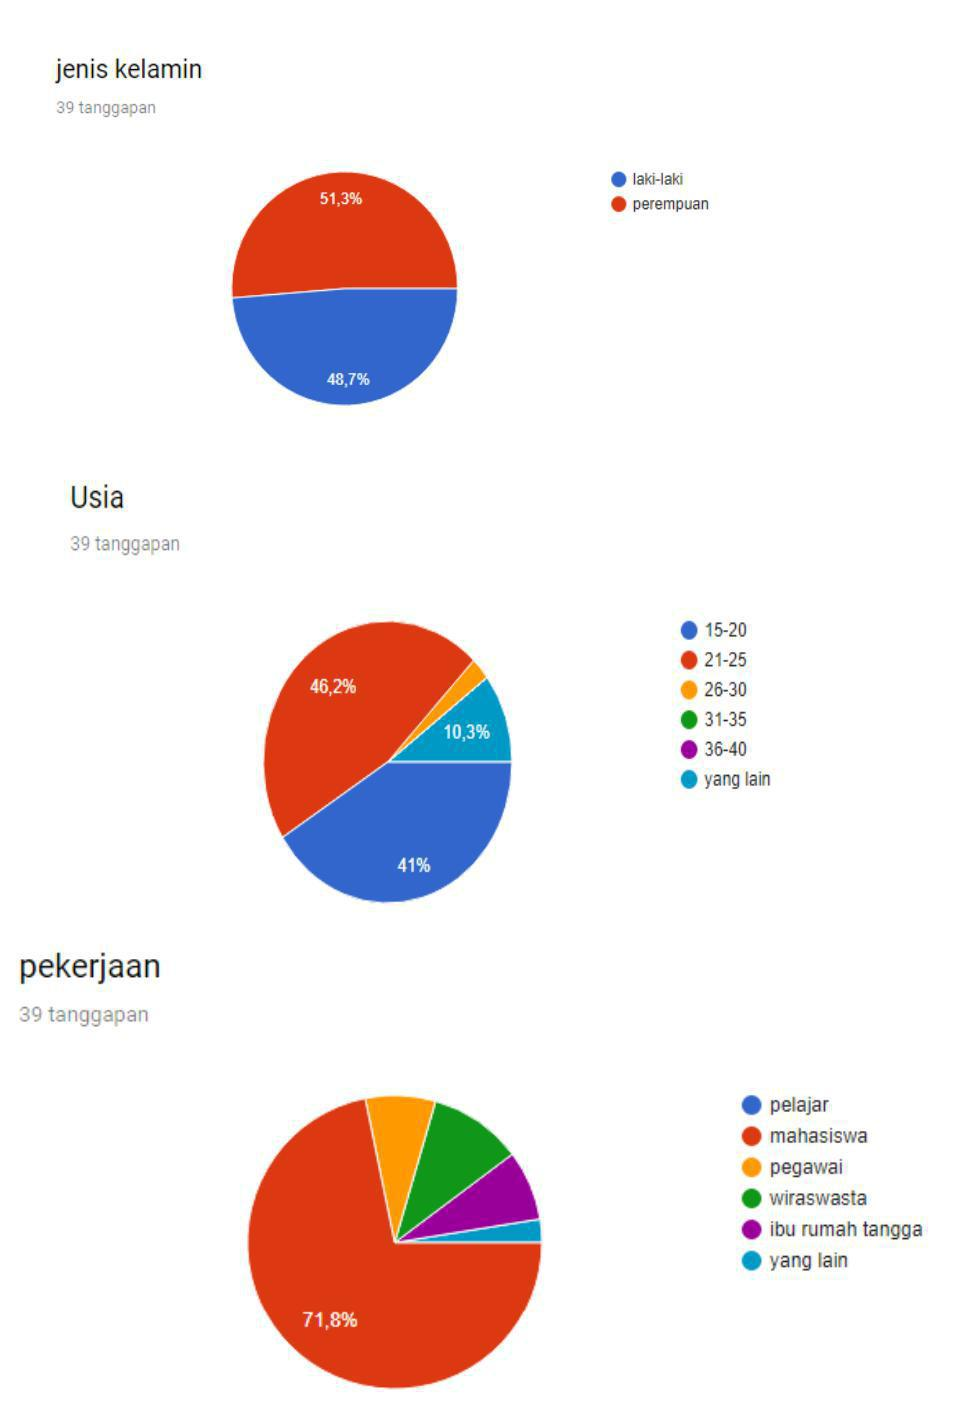 jenis kelamin
39 tanggapan
51,3%
48,7%
laki-laki
perempuan
Usia
39 tanggapan
46,2%
10,3%
41%
15-20
21-25
26-30
31-35
36-40
yang lain
pekerjaan
39 tanggapan
71,8%
pelajar
mahasiswa
pegawai
wiraswasta
ibu rumah tangga
yang lain